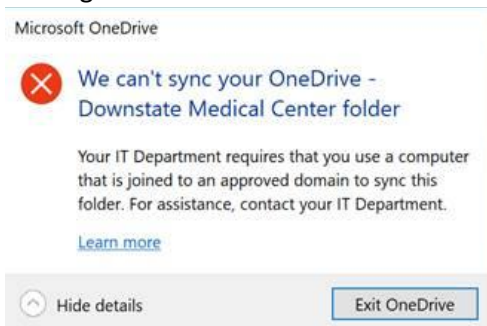 Microsoft OneDrive
We can't sync your OneDrive -
Downstate Medical Center folder
Your IT Department requires that you use a computer
that is joined to an approved domain to sync this
folder. For assistance, contact your IT Department.
Learn more
Hide details
Exit OneDrive